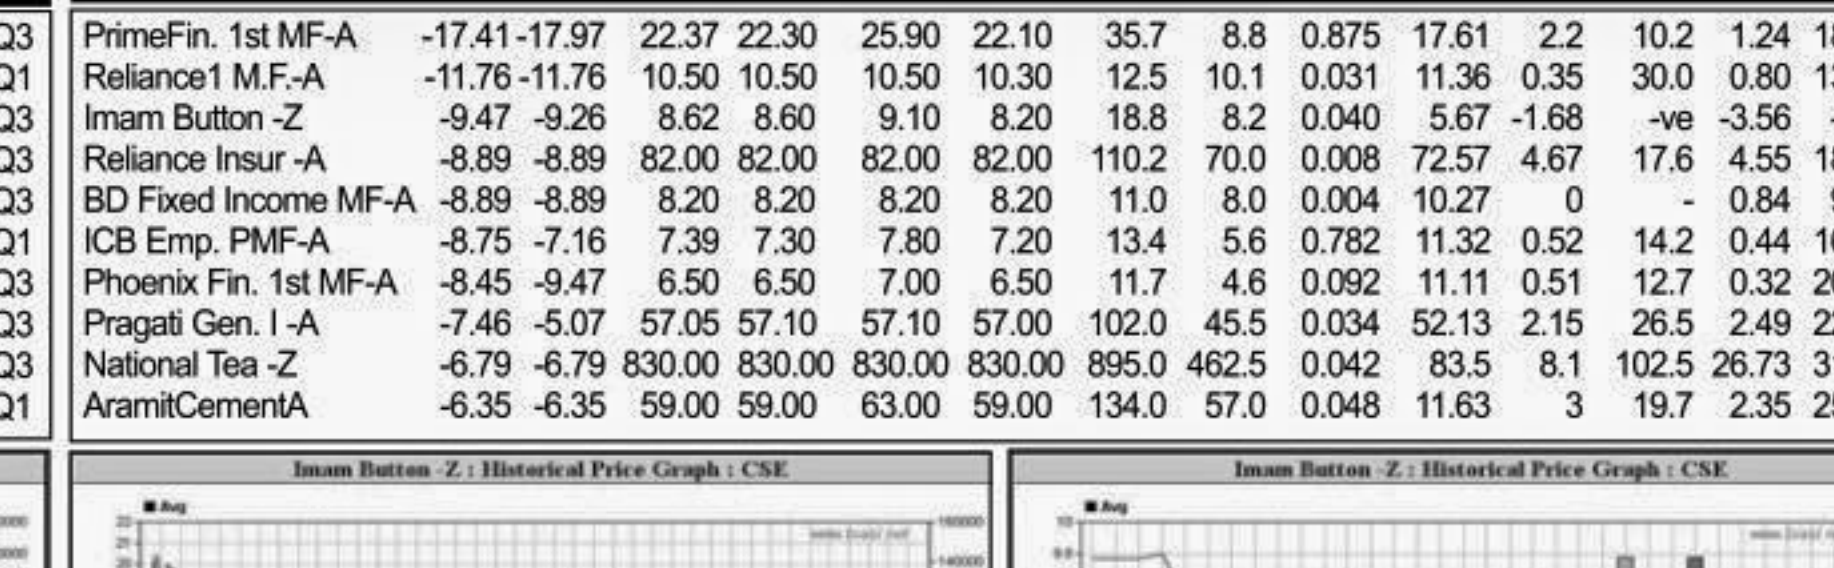 Q3 PrimeFin. 1st MF-A -17.41 -17.97 22.37 22.30 25.90 22.10 35.7 8.8 0.875 17.61 2.2 10.2 1.24
Q1 Reliance1 M.F.-A -11.76 -11.76 10.50 10.50 10.50 10.30 12.5 10.1 0.031 11.36 0.35 30.0 0.80
Q3 Imam Button -Z -9.47 -9.26 8.62 8.60 9.10 8.20 18.8 8.2 0.040 5.67 -1.68 -ve -3.56
Q3 Reliance Insur -A -8.89 -8.89 82.00 82.00 82.00 82.00 110.2 70.0 0.008 72.57 4.67 17.6 4.55
Q3 BD Fixed Income MF-A -8.89 -8.89 8.20 8.20 8.20 8.20 11.0 8.0 0.004 10.27 0 - 0.84
Q1 ICB Emp. PMF-A -8.75 -7.16 7.39 7.30 7.80 7.20 13.4 5.6 0.782 11.32 0.52 14.2 0.44
Q3 Phoenix Fin. 1st MF-A -8.45 -9.47 6.50 6.50 7.00 6.50 11.7 4.6 0.092 11.11 0.51 12.7 0.32
Q3 Pragati Gen. I -A -7.46 -5.07 57.05 57.10 57.10 57.00 102.0 45.5 0.034 52.13 2.15 26.5 2.49
Q3 National Tea -Z -6.79 -6.79 830.00 830.00 830.00 830.00 895.0 462.5 0.042 83.5 8.1 102.5 26.73
Q1 AramitCementA -6.35 -6.35 59.00 59.00 63.00 59.00 134.0 57.0 0.048 11.63 3 19.7 2.35
Imam Button -Z : Historical Price Graph : CSE
Imam Button -Z : Historical Price Graph : CSE
Avg
Avg
160000
10
140000